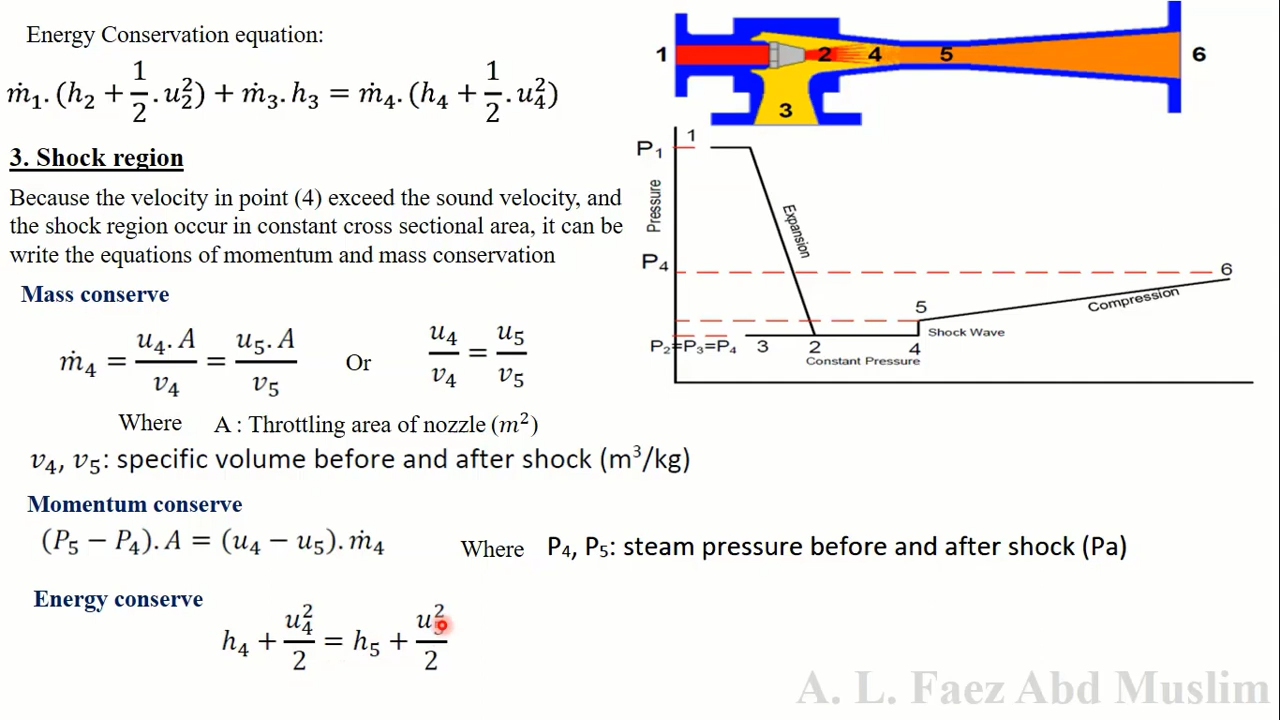 Energy Conservation equation:
ṁ₁.(h₂ + 1/2 . u₂²) + ṁ₃. h₃ = ṁ₄.(h₄ + 1/2 . u₄²)
3. Shock region
Because the velocity in point (4) exceed the sound velocity, and
the shock region occur in constant cross sectional area, it can be
write the equations of momentum and mass conservation
Mass conserve
ṁ₄ = u₄. A / v₄ = u₅. A / v₅ Or u₄ / v₄ = u₅ / v₅
Where A : Throttling area of nozzle (m²)
v₄, v₅: specific volume before and after shock (m³/kg)
Momentum conserve
(P₅ − P₄). A = (u₄ − u₅). ṁ₄ Where P₄, P₅: steam pressure before and after shock (Pa)
Energy conserve
h₄ + u₄² / 2 = h₅ + u₅² / 2
1 2 4 5 6
3
P₁ 1
Pressure
Expansion
P₄
6
Compression
5
Shock Wave
P₂=P₃=P₄ 3 2 4
Constant Pressure
A. L. Faez Abd Muslim